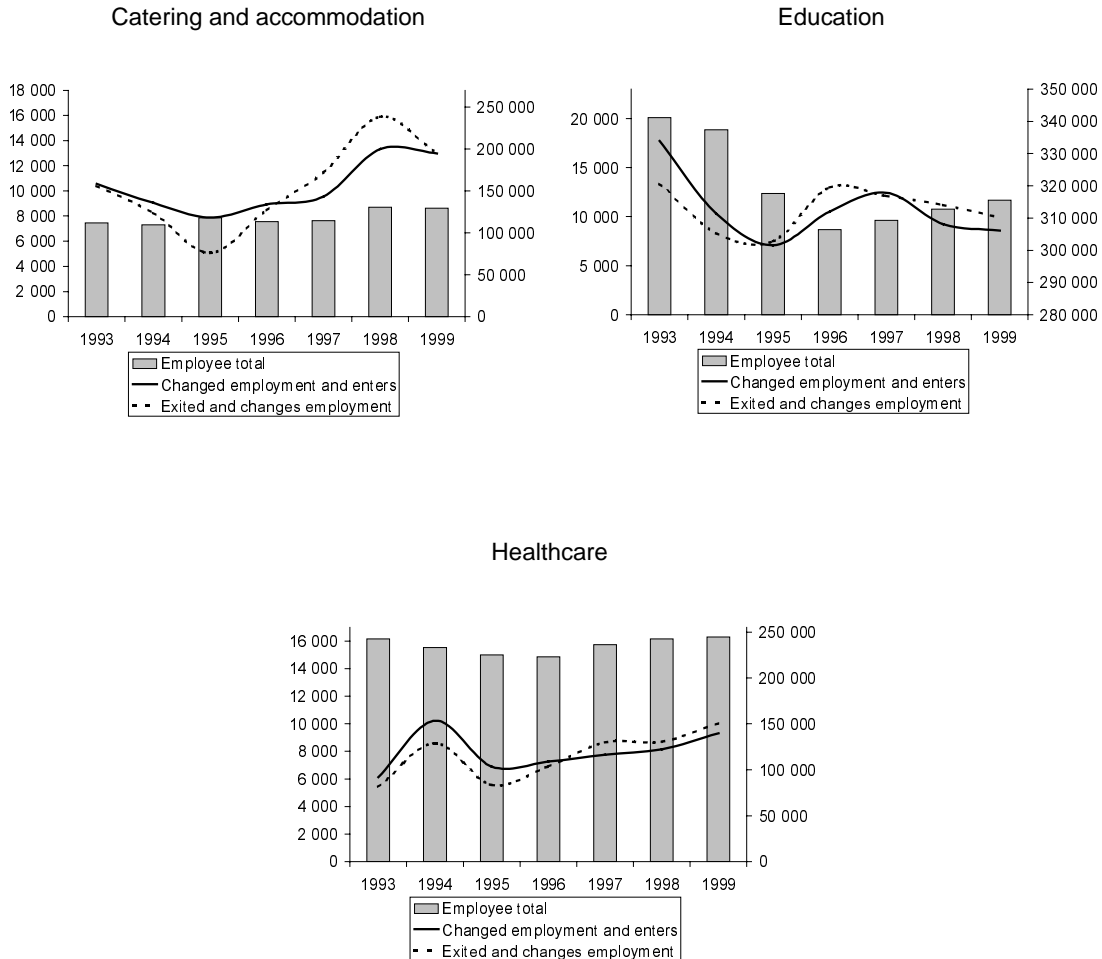 Catering and accommodation
18 000
16 000
14 000
12 000
10 000
8 000
6 000
4 000
2 000
0
250 000
200 000
150 000
100 000
50 000
0
1993 1994 1995 1996 1997 1998 1999
Employee total
Changed employment and enters
Exited and changes employment
Education
20 000
15 000
10 000
5 000
0
350 000
340 000
330 000
320 000
310 000
300 000
290 000
280 000
1993 1994 1995 1996 1997 1998 1999
Employee total
Changed employment and enters
Exited and changes employment
Healthcare
16 000
14 000
12 000
10 000
8 000
6 000
4 000
2 000
0
250 000
200 000
150 000
100 000
50 000
0
1993 1994 1995 1996 1997 1998 1999
Employee total
Changed employment and enters
Exited and changes employment